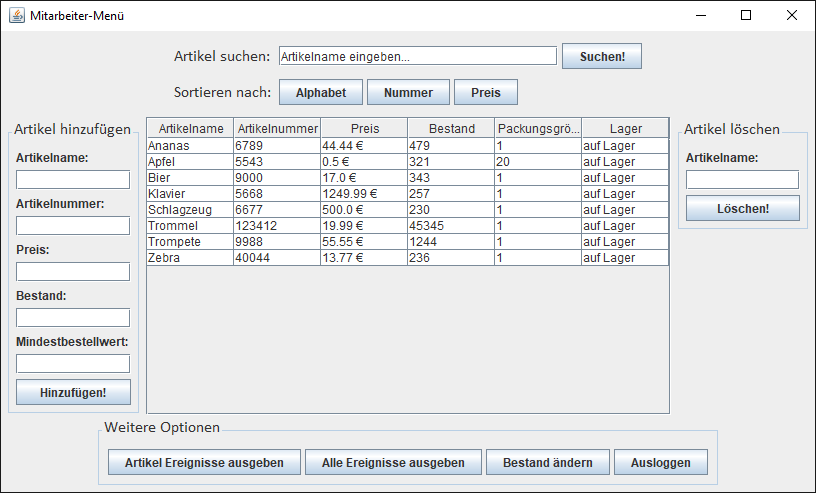 Mitarbeiter-Menü
Artikel suchen: Artikelname eingeben... Suchen!
Sortieren nach: Alphabet Nummer Preis
Artikel hinzufügen
Artikelname:
Artikelnummer:
Preis:
Bestand:
Mindestbestellwert:
Hinzufügen!
Artikelname Artikelnummer Preis Bestand Packungsgrö... Lager
Ananas 6789 44.44 € 479 1 auf Lager
Apfel 5543 0.5 € 321 20 auf Lager
Bier 9000 17.0 € 343 1 auf Lager
Klavier 5668 1249.99 € 257 1 auf Lager
Schlagzeug 6677 500.0 € 230 1 auf Lager
Trommel 123412 19.99 € 45345 1 auf Lager
Trompete 9988 55.55 € 1244 1 auf Lager
Zebra 40044 13.77 € 236 1 auf Lager
Artikel löschen
Artikelname:
Löschen!
Weitere Optionen
Artikel Ereignisse ausgeben Alle Ereignisse ausgeben Bestand ändern Ausloggen